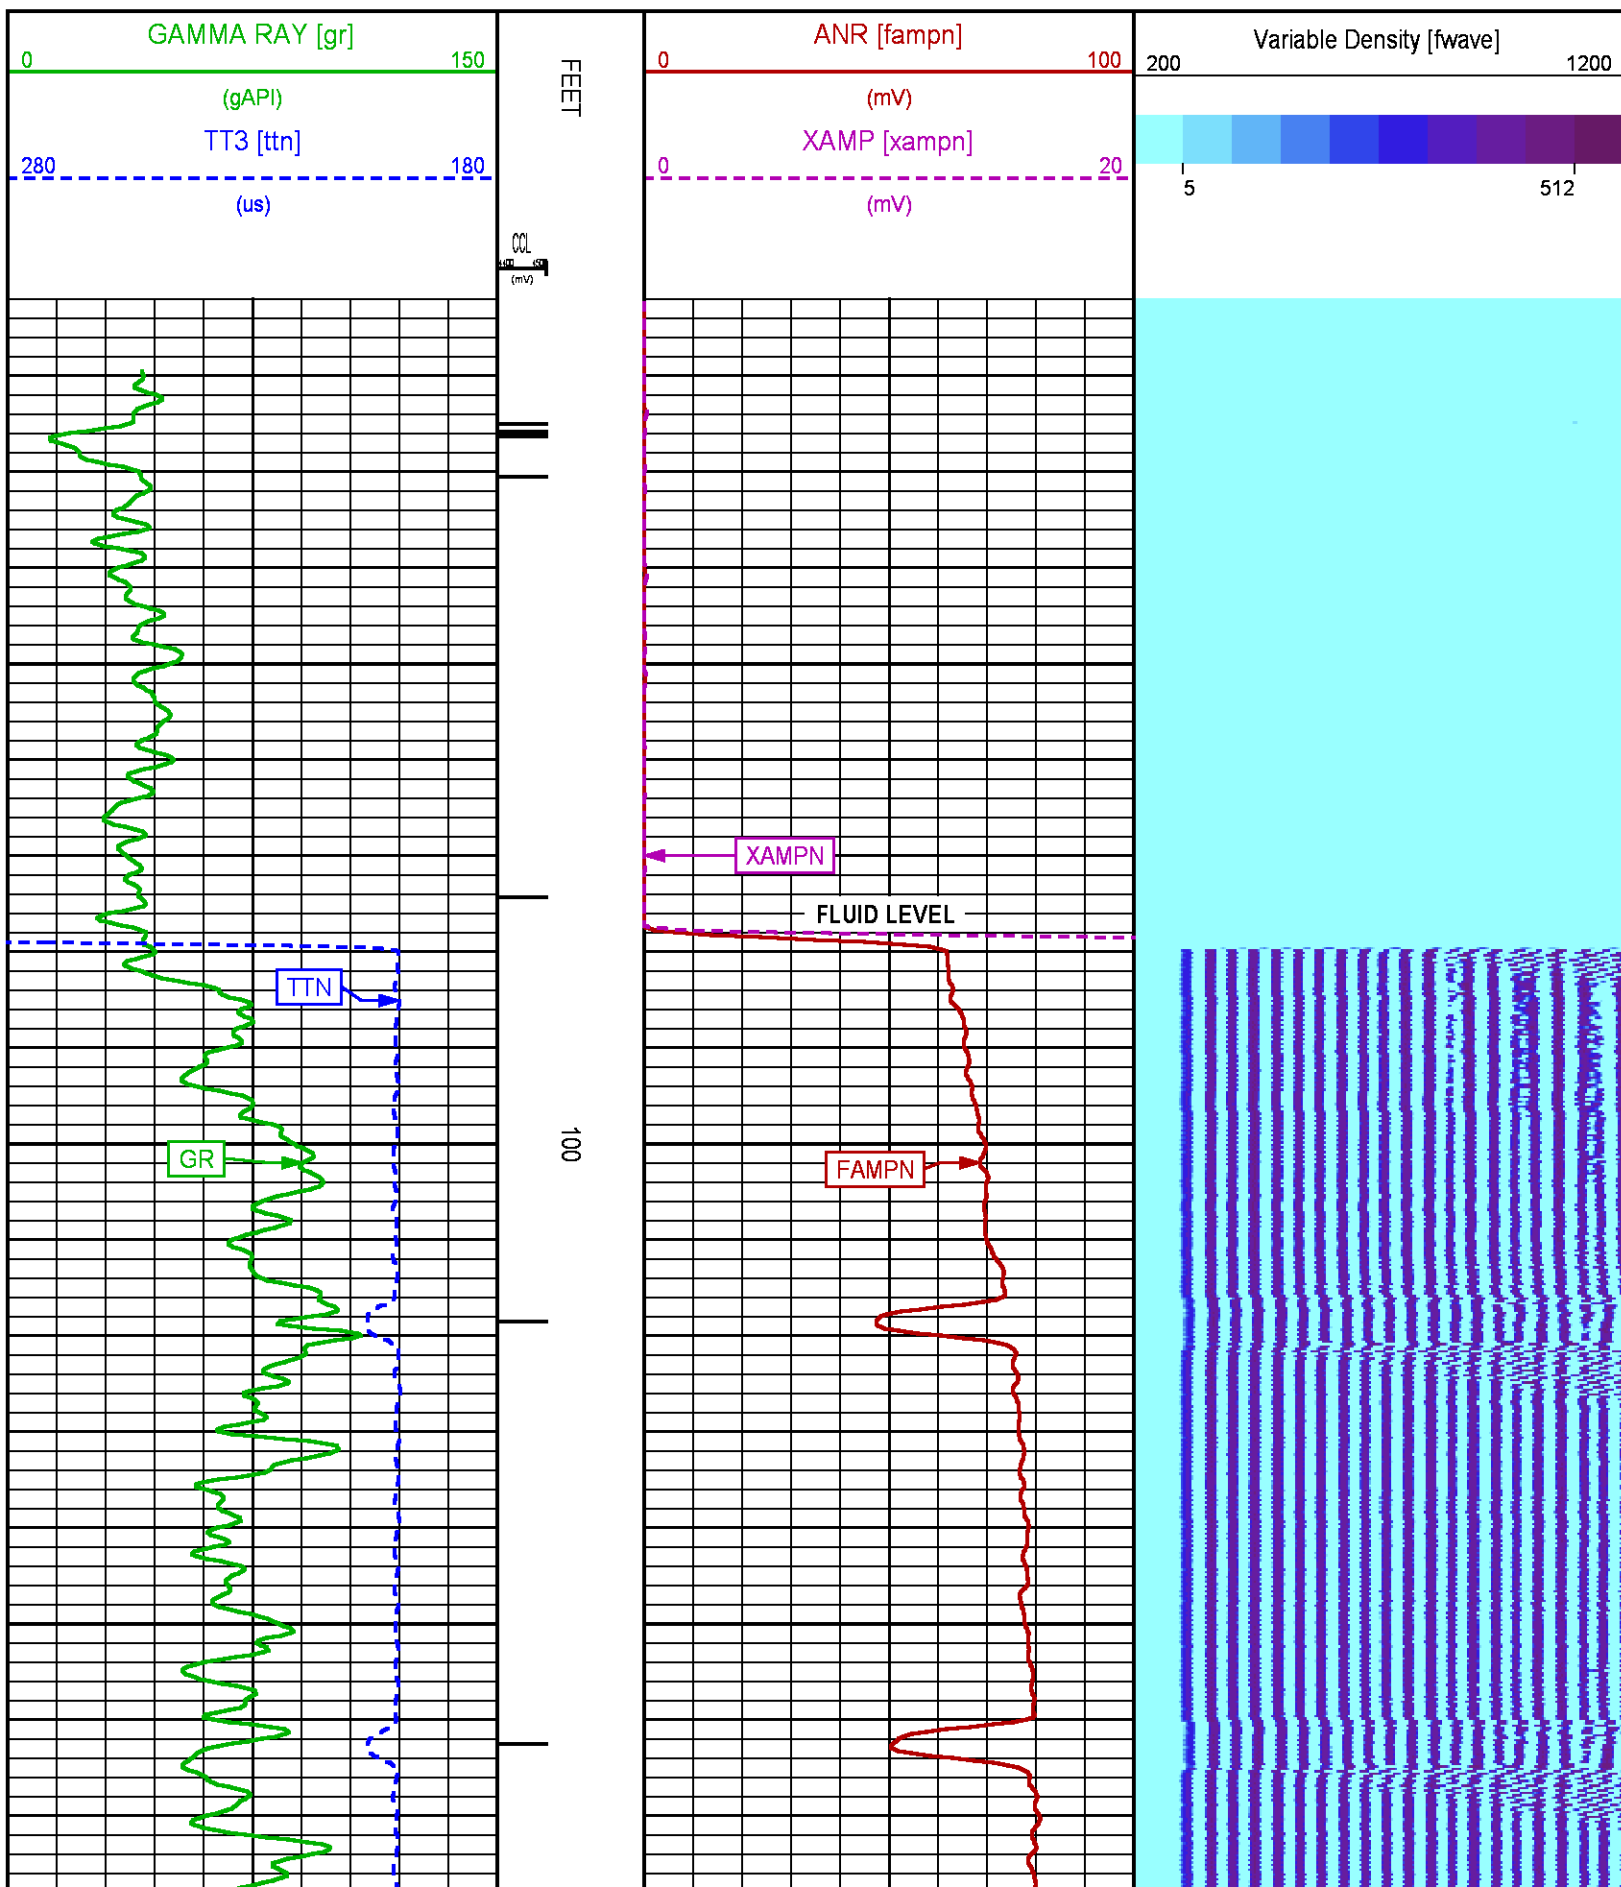 GAMMA RAY [gr]
0 150
(gAPI)
TT3 [ttn]
280 180
(us)
FEET
CCL
(mV)
ANR [fampn]
0 100
(mV)
XAMP [xampn]
0 20
(mV)
Variable Density [fwave]
200 1200
5 512
XAMPN
FLUID LEVEL
TTN
100
GR
FAMPN